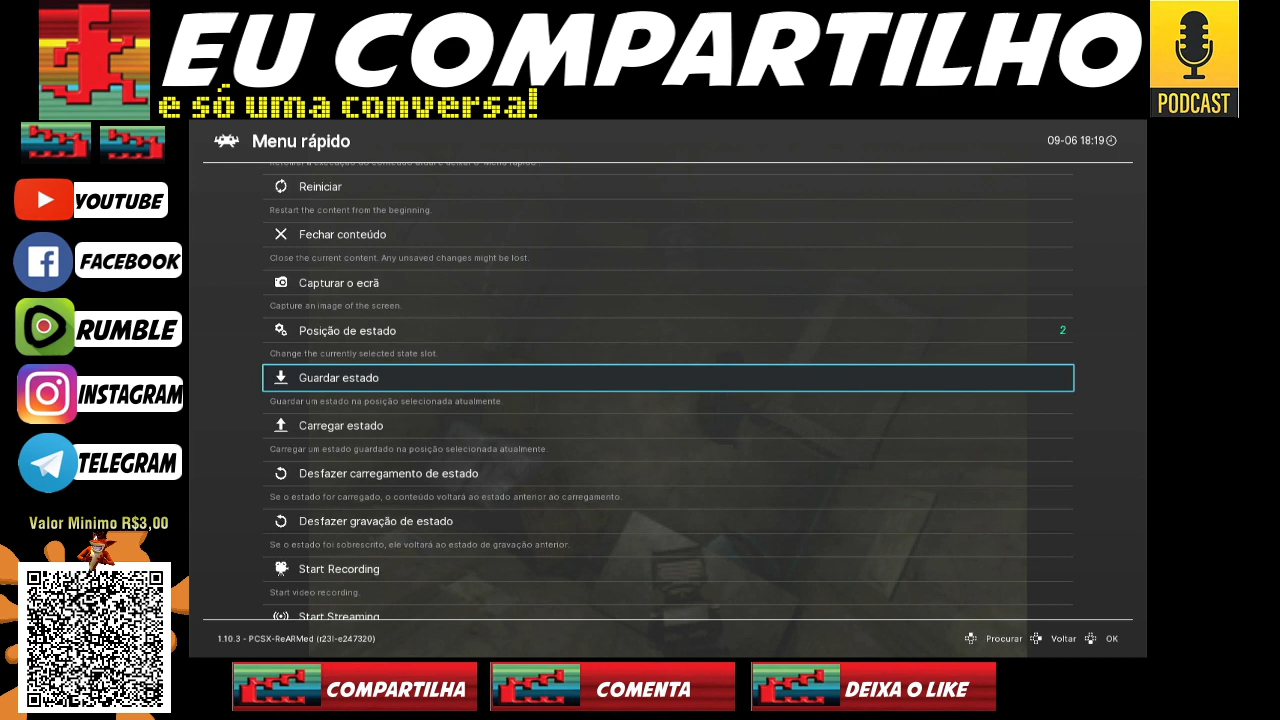 EU COMPARTILHO
e só uma conversa!
PODCAST
YOUTUBE
FACEBOOK
RUMBLE
INSTAGRAM
TELEGRAM
Valor Minimo R$3,00
Menu rápido
09-06 18:19
Reiniciar
Restart the content from the beginning.
Fechar conteúdo
Close the current content. Any unsaved changes might be lost.
Capturar o ecrã
Capture an image of the screen.
Posição de estado 2
Change the currently selected state slot.
Guardar estado
Guardar um estado na posição selecionada atualmente.
Carregar estado
Carregar um estado guardado na posição selecionada atualmente.
Desfazer carregamento de estado
Se o estado for carregado, o conteúdo voltará ao estado anterior ao carregamento.
Desfazer gravação de estado
Se o estado foi sobrescrito, ele voltará ao estado de gravação anterior.
Start Recording
Start video recording.
Start Streaming
1.10.3 - PCSX-ReARMed (r23l-e247320)
Procurar Voltar OK
COMPARTILHA
COMENTA
DEIXA O LIKE